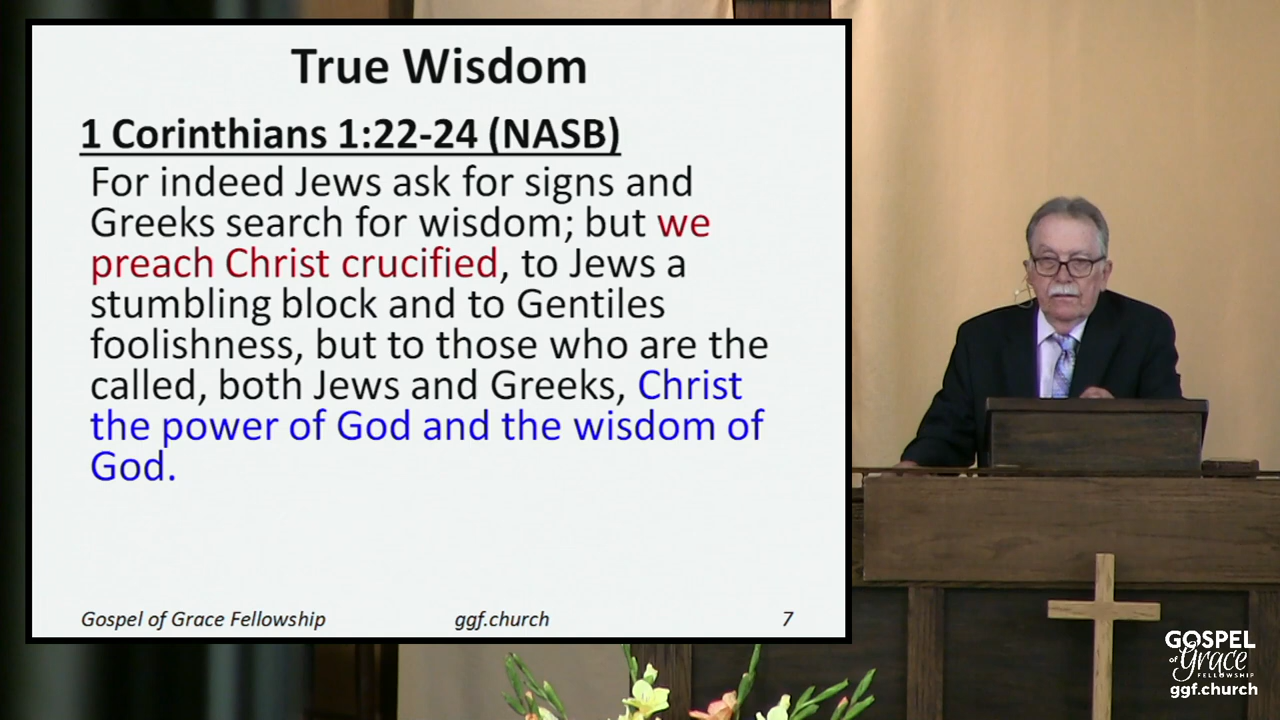 True Wisdom
1 Corinthians 1:22-24 (NASB)
For indeed Jews ask for signs and
Greeks search for wisdom; but we
preach Christ crucified, to Jews a
stumbling block and to Gentiles
foolishness, but to those who are the
called, both Jews and Greeks, Christ
the power of God and the wisdom of
God.
Gospel of Grace Fellowship ggf.church 7
GOSPEL
of Grace
FELLOWSHIP
ggf.church